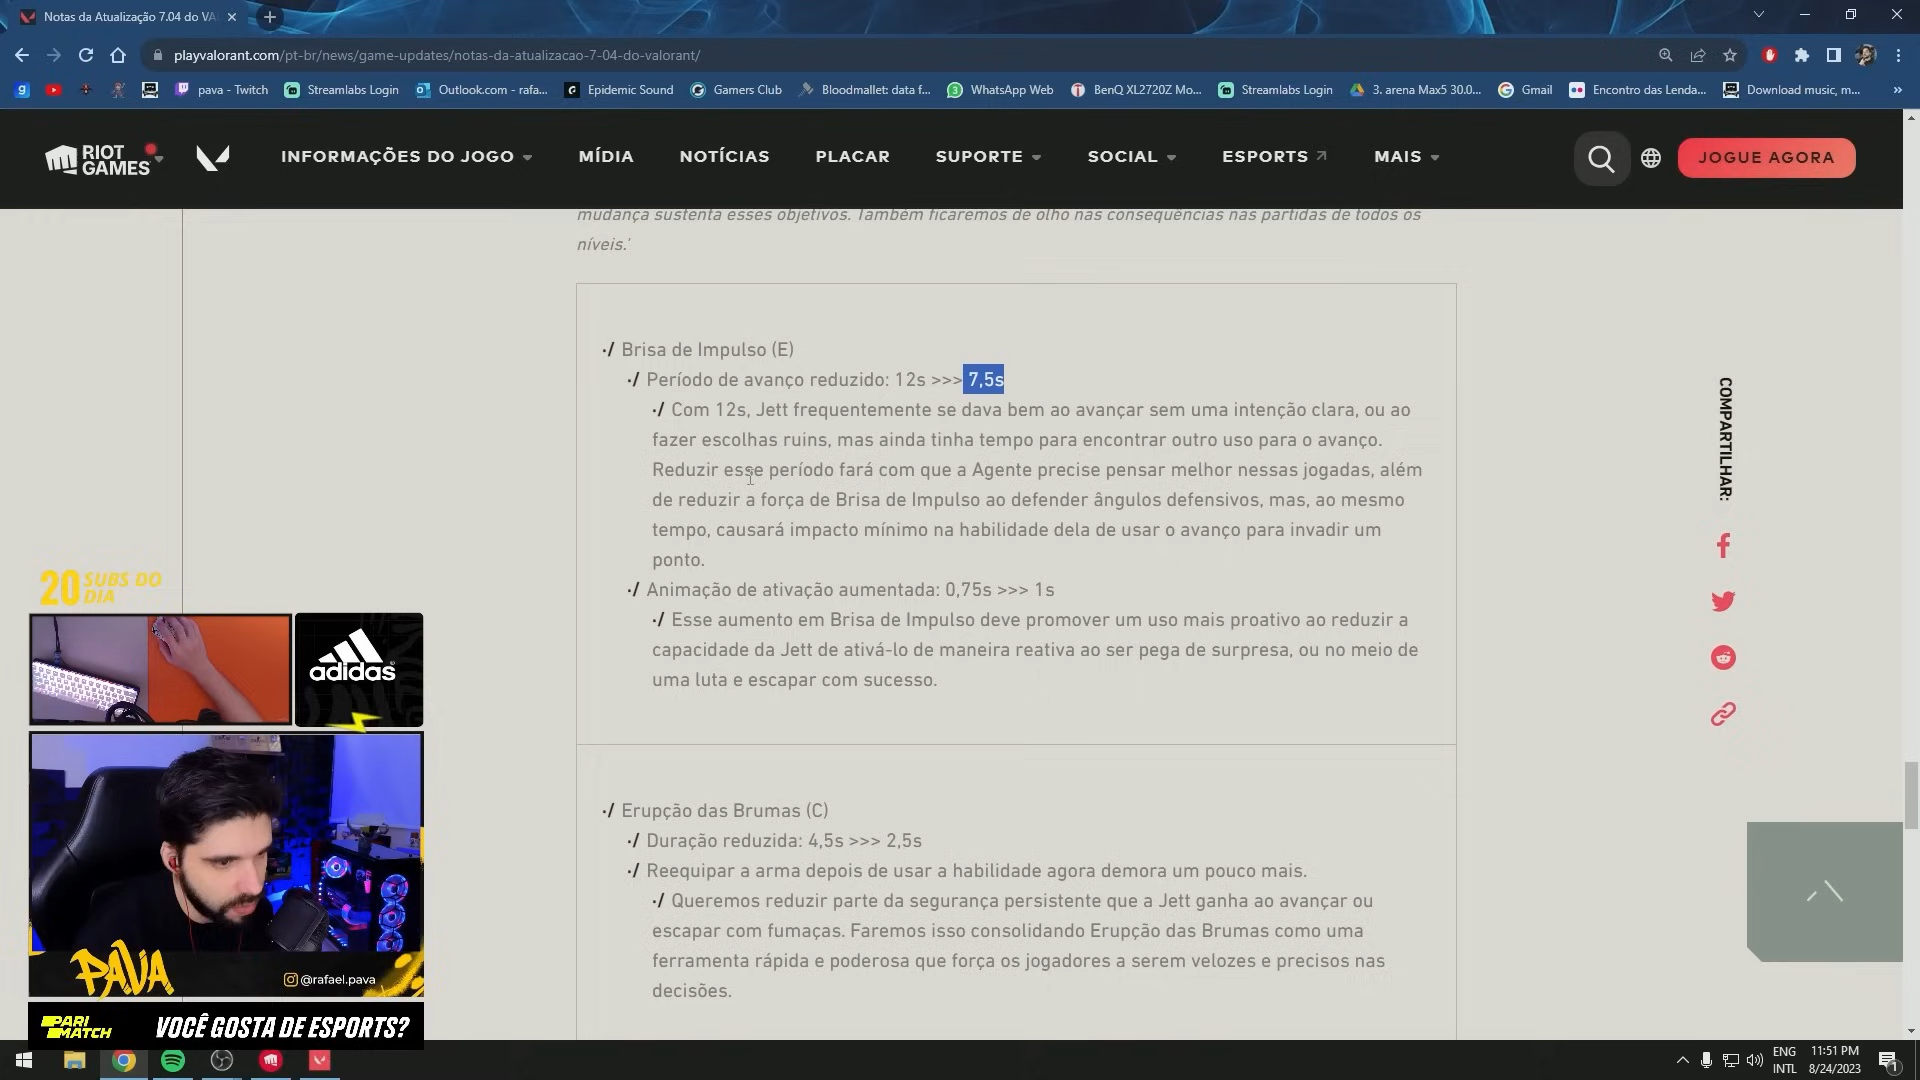 Notas da Atualização 7.04 do VA
playvalorant.com/pt-br/news/game-updates/notas-da-atualizacao-7-04-do-valorant/
pava - Twitch
Streamlabs Login
Outlook.com - rafa...
Epidemic Sound
Gamers Club
Bloodmallet: data f...
WhatsApp Web
BenQ XL2720Z Mo...
Streamlabs Login
3. arena Max5 30.0...
Gmail
Encontro das Lenda...
Download music, m...
»
RIOT GAMES
INFORMAÇÕES DO JOGO
MÍDIA
NOTÍCIAS
PLACAR
SUPORTE
SOCIAL
ESPORTS
MAIS
JOGUE AGORA
mudança sustenta esses objetivos. Também ficaremos de olho nas consequências nas partidas de todos os
níveis.'
·/ Brisa de Impulso (E)
·/ Período de avanço reduzido: 12s >>> 7,5s
·/ Com 12s, Jett frequentemente se dava bem ao avançar sem uma intenção clara, ou ao
fazer escolhas ruins, mas ainda tinha tempo para encontrar outro uso para o avanço.
Reduzir esse período fará com que a Agente precise pensar melhor nessas jogadas, além
de reduzir a força de Brisa de Impulso ao defender ângulos defensivos, mas, ao mesmo
tempo, causará impacto mínimo na habilidade dela de usar o avanço para invadir um
ponto.
·/ Animação de ativação aumentada: 0,75s >>> 1s
·/ Esse aumento em Brisa de Impulso deve promover um uso mais proativo ao reduzir a
capacidade da Jett de ativá-lo de maneira reativa ao ser pega de surpresa, ou no meio de
uma luta e escapar com sucesso.
·/ Erupção das Brumas (C)
·/ Duração reduzida: 4,5s >>> 2,5s
·/ Reequipar a arma depois de usar a habilidade agora demora um pouco mais.
·/ Queremos reduzir parte da segurança persistente que a Jett ganha ao avançar ou
escapar com fumaças. Faremos isso consolidando Erupção das Brumas como uma
ferramenta rápida e poderosa que força os jogadores a serem velozes e precisos nas
decisões.
COMPARTILHAR:
20 SUBS DO
DIA
adidas
PAVA
@rafael.pava
PARI
MATCH
VOCÊ GOSTA DE ESPORTS?
ENG
INTL
11:51 PM
8/24/2023
1